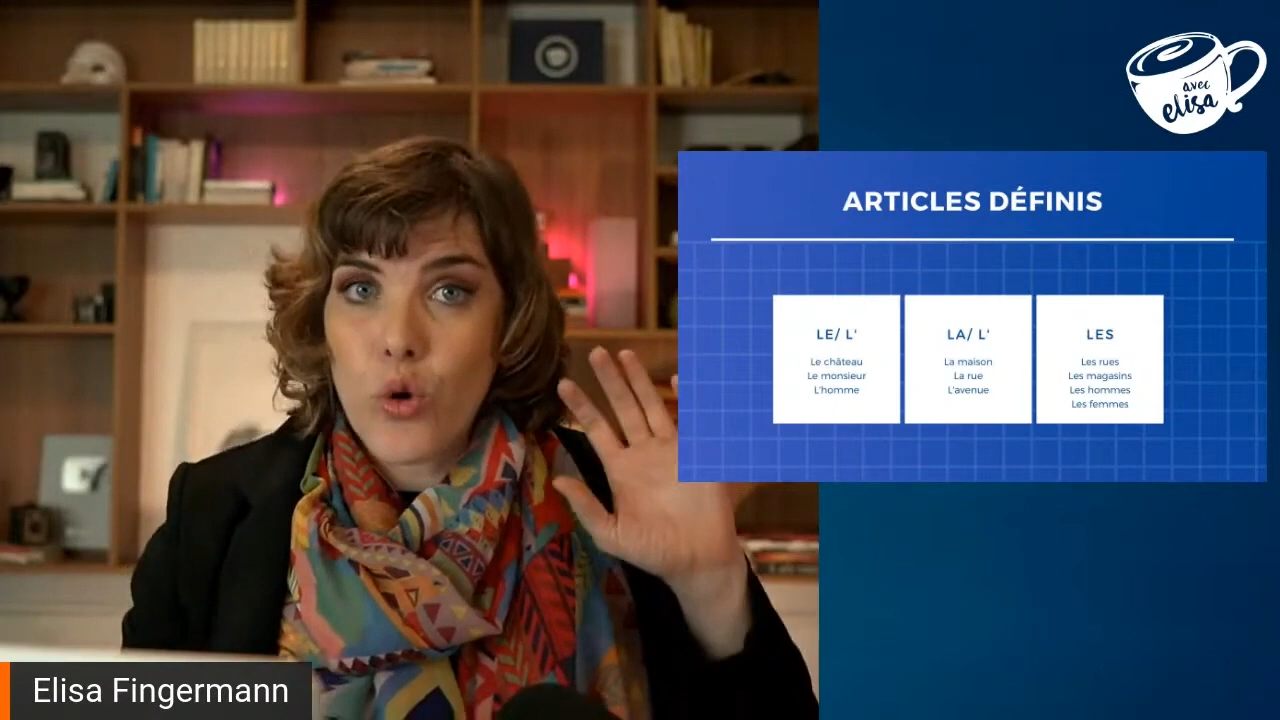 avec
elisa
ARTICLES DÉFINIS
LE/ L'
Le château
Le monsieur
L'homme
LA/ L'
La maison
La rue
L'avenue
LES
Les rues
Les magasins
Les hommes
Les femmes
Elisa Fingermann